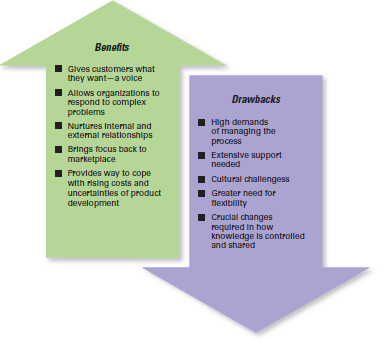 Benefits
■ Gives customers what
they want—a voice
■ Allows organizations to
respond to complex
problems
■ Nurtures internal and
external relationships
■ Brings focus back to
marketplace
■ Provides way to cope
with rising costs and
uncertainties of product
development
Drawbacks
■ High demands
of managing the
process
■ Extensive support
needed
■ Cultural challengess
■ Greater need for
flexibility
■ Crucial changes
required in how
knowledge is controlled
and shared